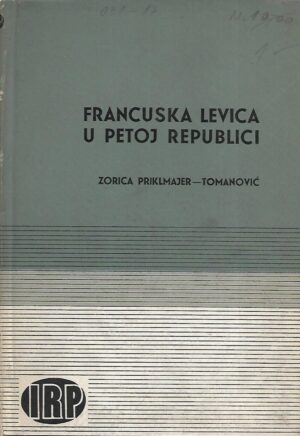 FRANCUSKA LEVICA
U PETOJ REPUBLICI
ZORICA PRIKLMAJER—TOMANOVIĆ
IRP